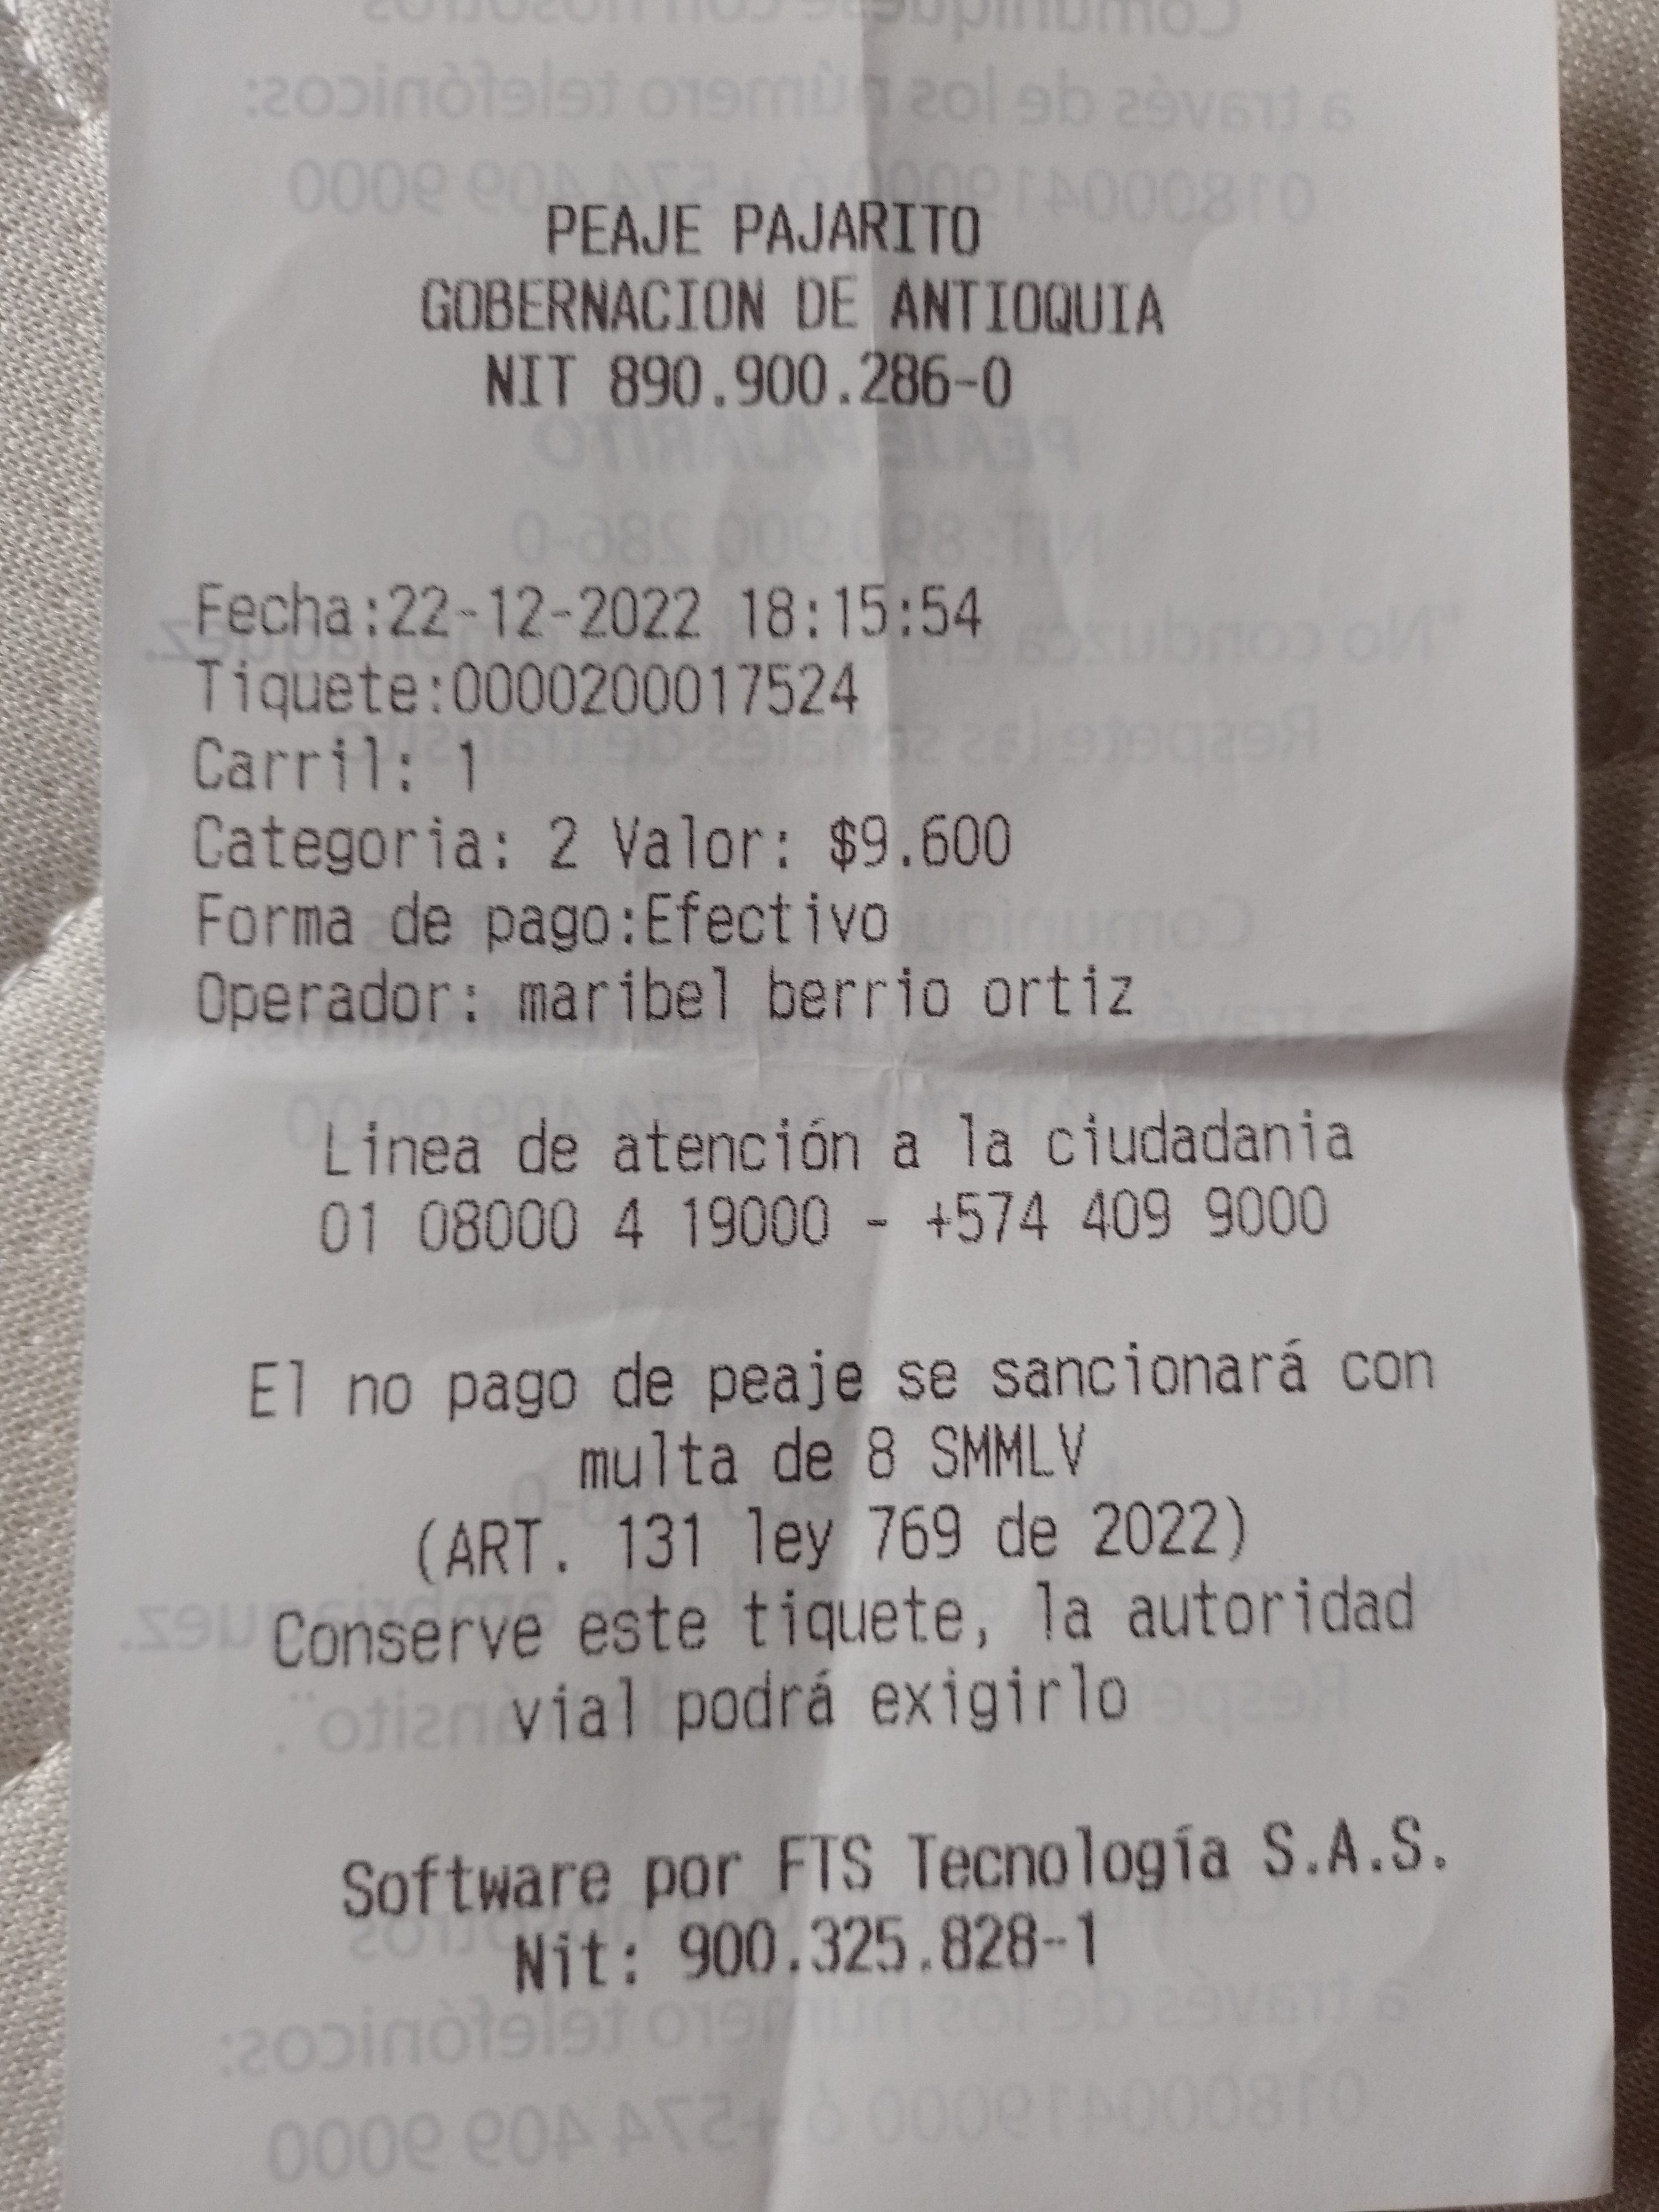 PEAJE PAJARITO
GOBERNACION DE ANTIOQUIA
NIT 890.900.286-0
Fecha:22-12-2022 18:15:54
Tiquete:0000200017524
Carril: 1
Categoria: 2 Valor: $9.600
Forma de pago:Efectivo
Operador: maribel berrio ortiz
Linea de atención a la ciudadania
01 08000 4 19000 - +574 409 9000
El no pago de peaje se sancionará con
multa de 8 SMMLV
(ART. 131 ley 769 de 2022)
Conserve este tiquete, la autoridad
vial podrá exigirlo
Software por FTS Tecnología S.A.S.
Nit: 900.325.828-1